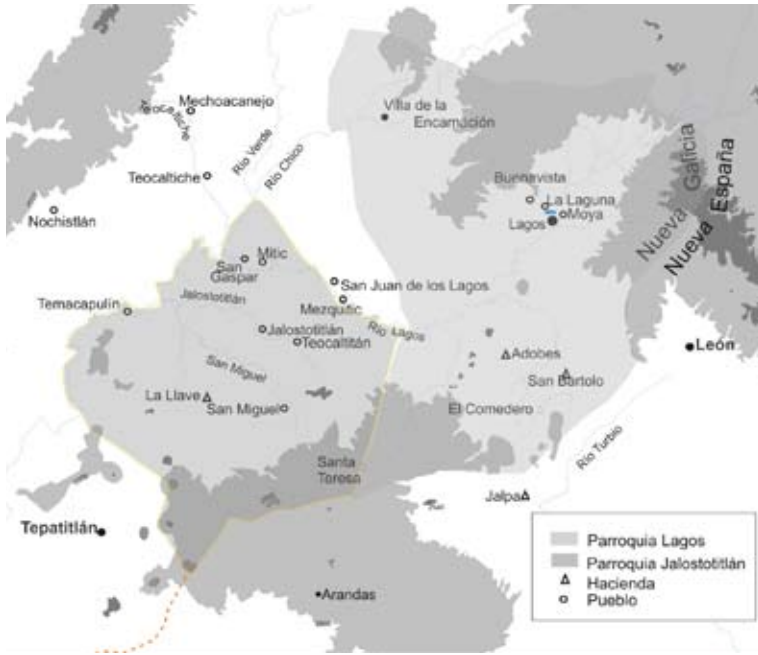 Mechoacanejo
Teocaltiche
Río Verde
Río Chico
Teocaltiche
Nochistlán
Villa de la
Encarnación
Buenavista
La Laguna
Moya
Lagos
Nueva Galicia
Nueva España
León
Mitic
San
Gaspar
Jalostotitlán
Temacapulín
San Juan de los Lagos
Mezquitic
Río Lagos
Jalostotitlán
Teocaltitán
San Miguel
La Llave
San Miguel
Adobes
San Bartolo
El Comedero
Santa
Teresa
Río Turbio
Jalpa
Tepatitlán
Arandas
Parroquia Lagos
Parroquia Jalostotitlán
Hacienda
Pueblo